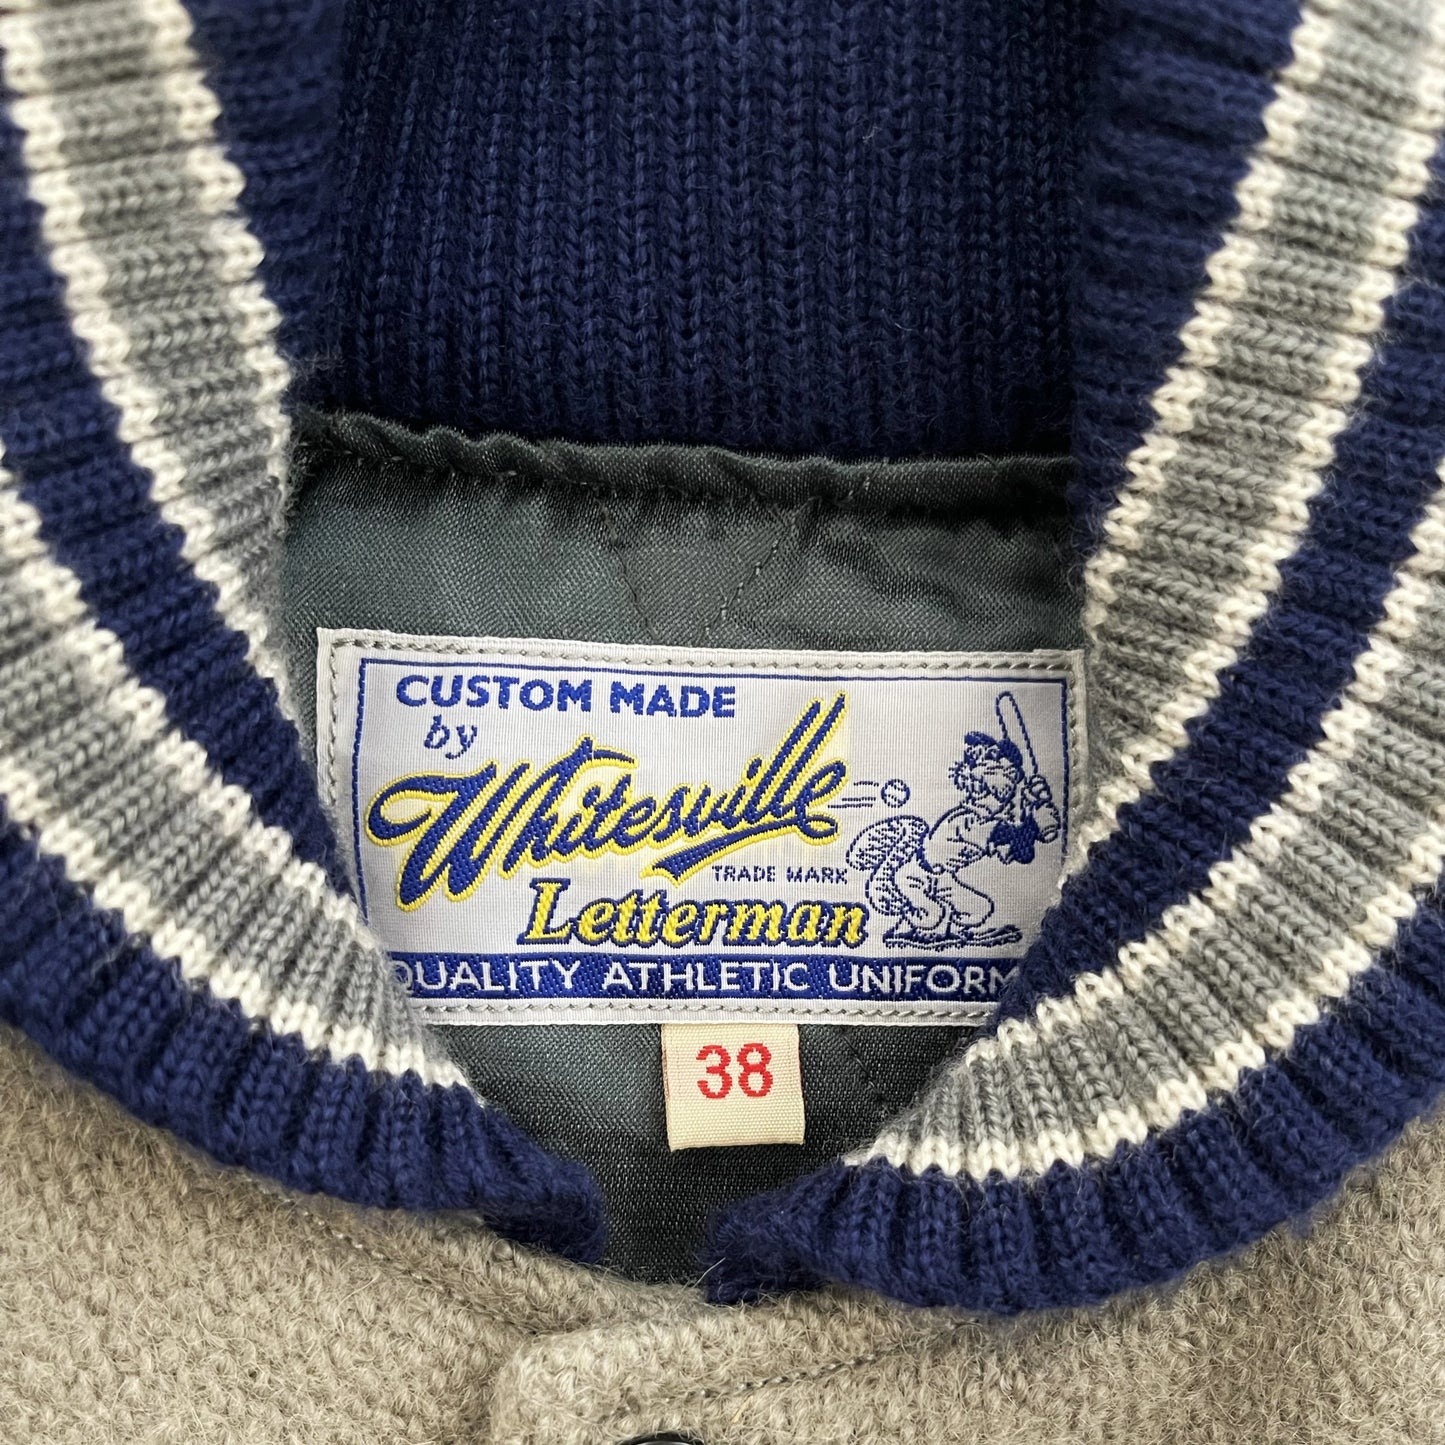 CUSTOM MADE
by
Whitesville
TRADE MARK
Letterman
QUALITY ATHLETIC UNIFORM
38